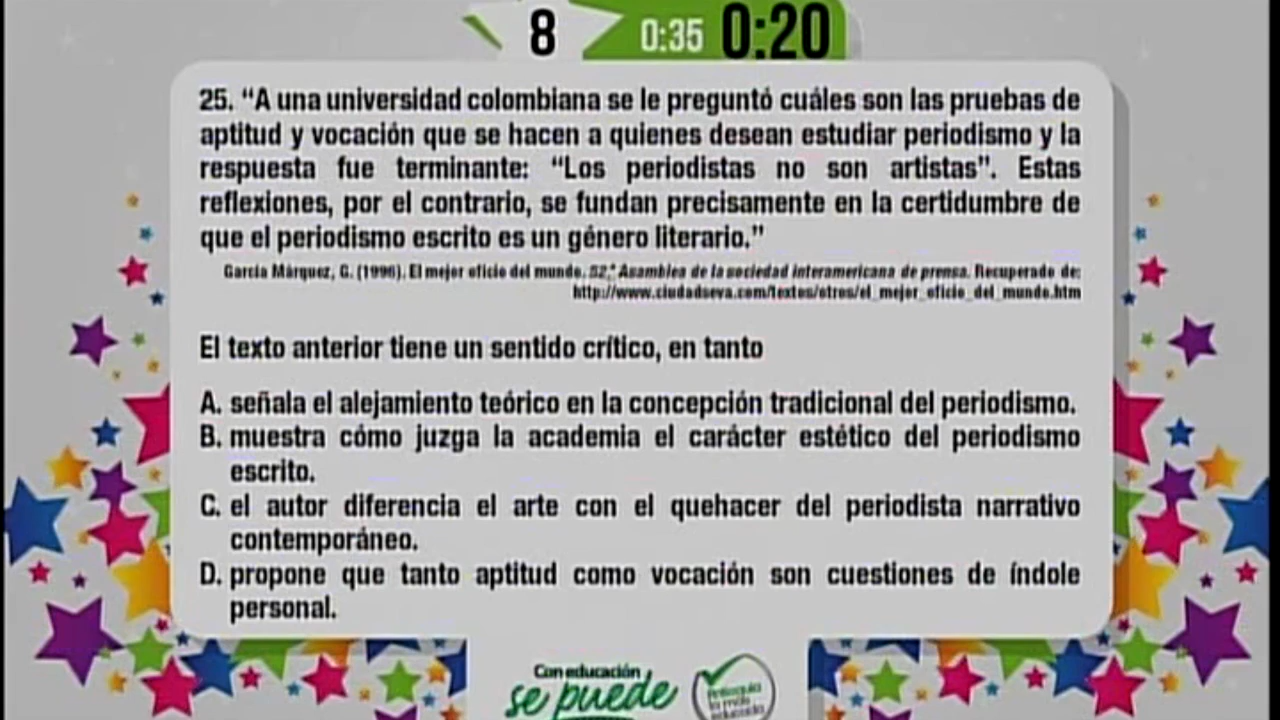 8 0:35 0:20
25. “A una universidad colombiana se le preguntó cuáles son las pruebas de
aptitud y vocación que se hacen a quienes desean estudiar periodismo y la
respuesta fue terminante: “Los periodistas no son artistas”. Estas
reflexiones, por el contrario, se fundan precisamente en la certidumbre de
que el periodismo escrito es un género literario.”
García Márquez, G. (1996). El mejor oficio del mundo. 52.ª Asamblea de la sociedad interamericana de prensa. Recuperado de:
http://www.ciudadseva.com/textos/otros/el_mejor_oficio_del_mundo.htm
El texto anterior tiene un sentido crítico, en tanto
A. señala el alejamiento teórico en la concepción tradicional del periodismo.
B. muestra cómo juzga la academia el carácter estético del periodismo
escrito.
C. el autor diferencia el arte con el quehacer del periodista narrativo
contemporáneo.
D. propone que tanto aptitud como vocación son cuestiones de índole
personal.
Con educación
se puede
Antioquia
la más
educada